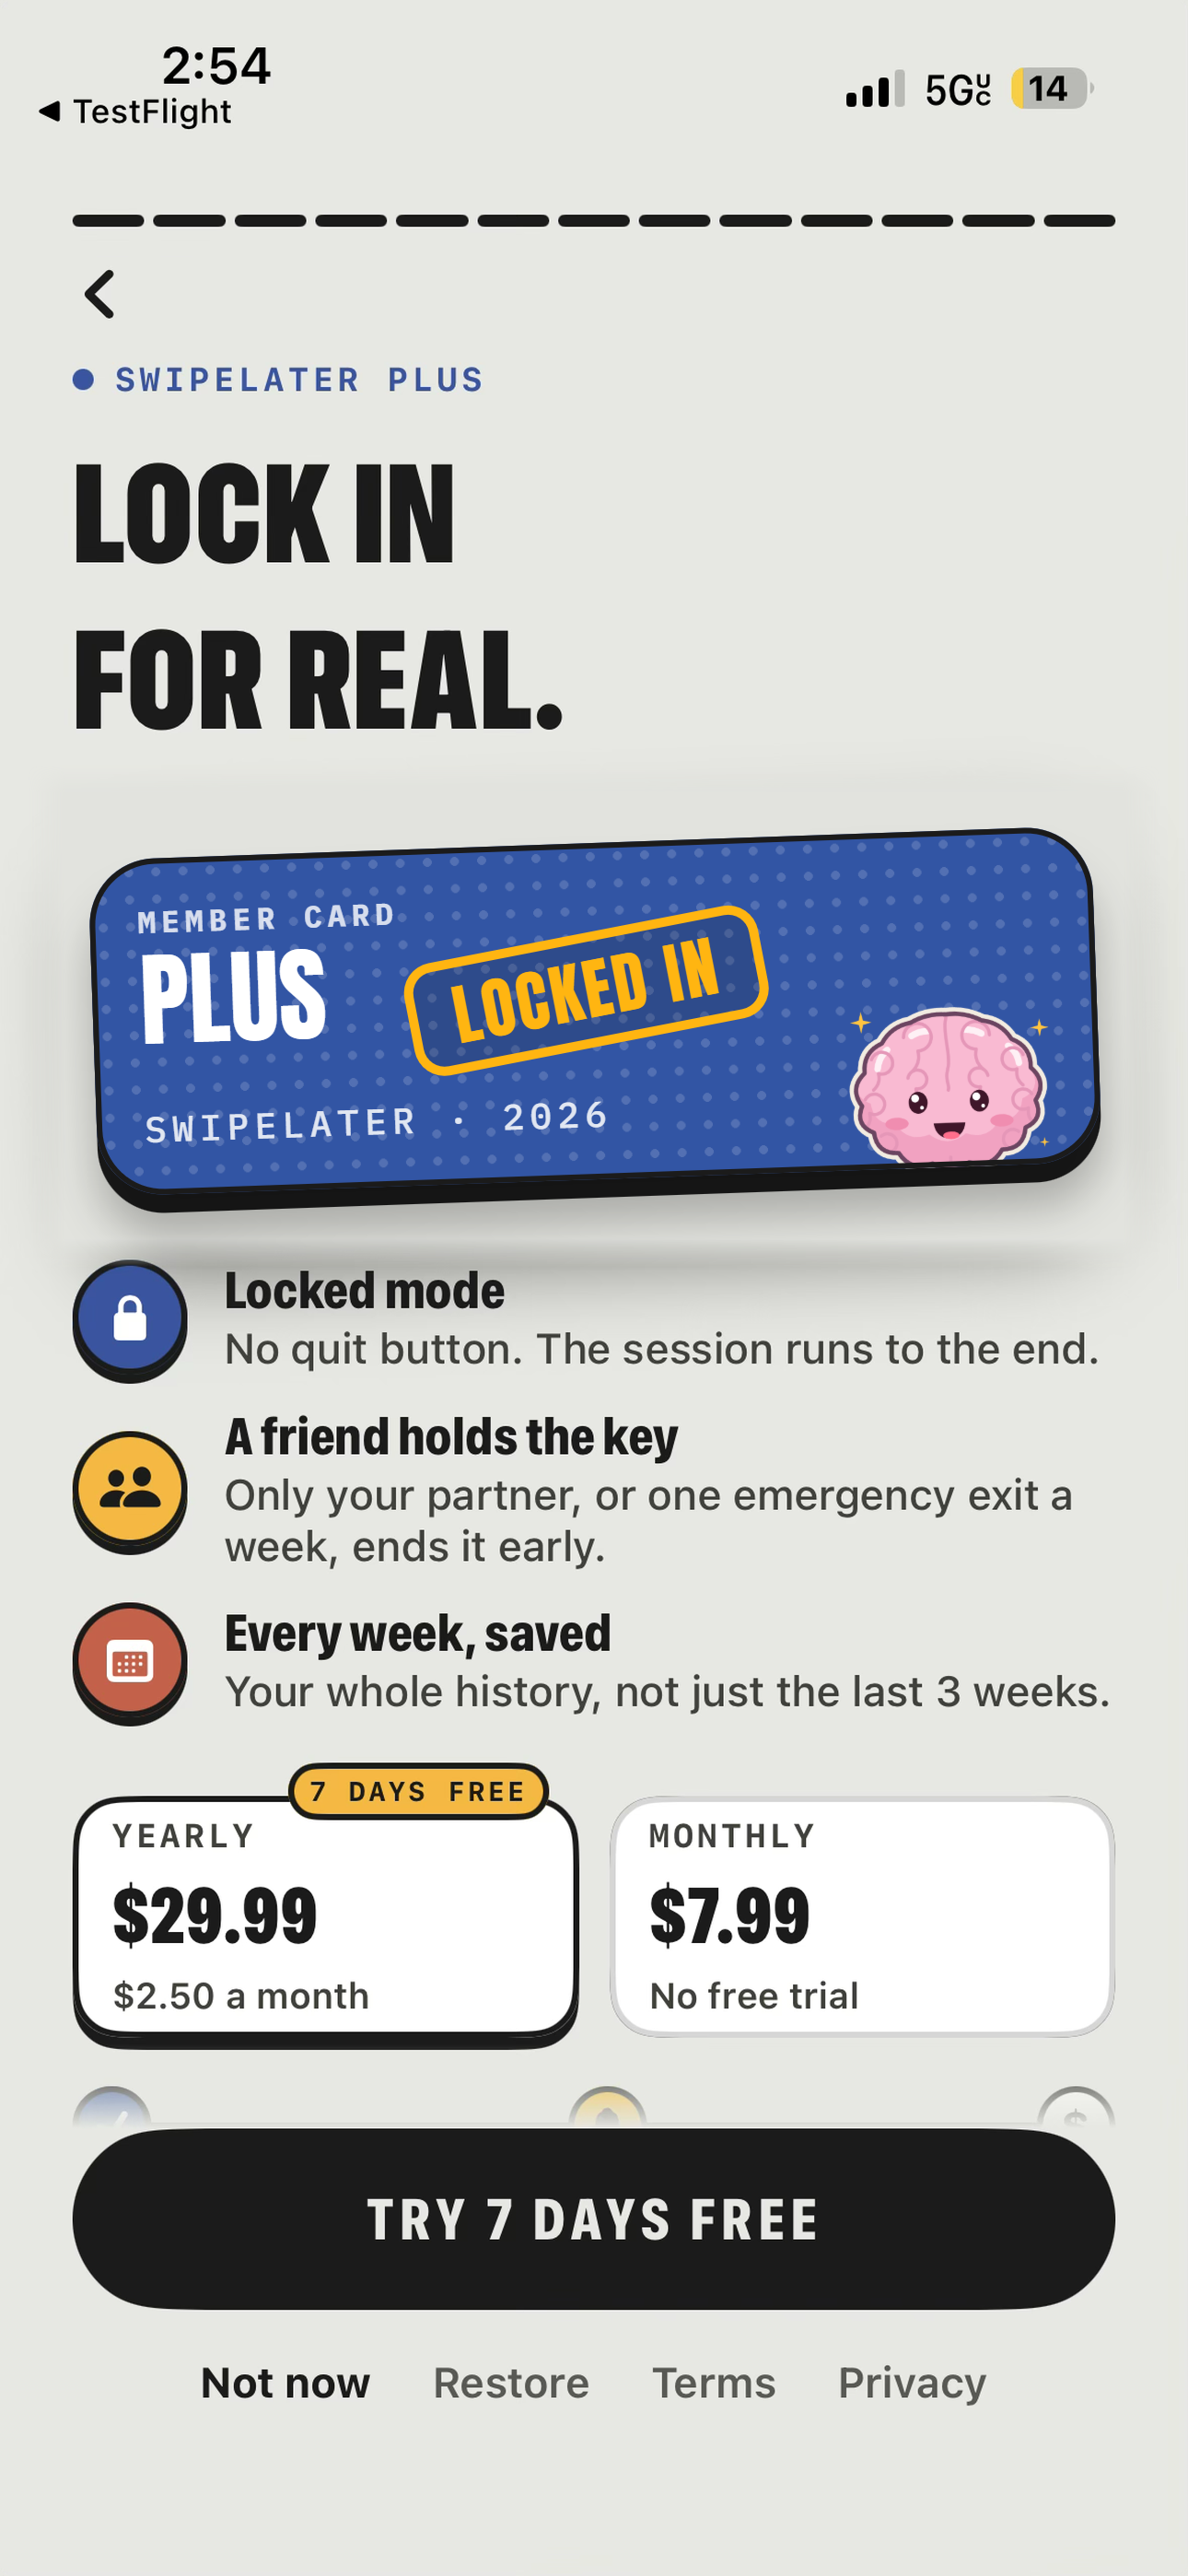 2:54
TestFlight
5GUC
14
SWIPELATER PLUS
LOCK IN
FOR REAL.
MEMBER CARD
PLUS
LOCKED IN
SWIPELATER · 2026
Locked mode
No quit button. The session runs to the end.
A friend holds the key
Only your partner, or one emergency exit a
week, ends it early.
Every week, saved
Your whole history, not just the last 3 weeks.
7 DAYS FREE
YEARLY
$29.99
$2.50 a month
MONTHLY
$7.99
No free trial
$
TRY 7 DAYS FREE
Not now
Restore
Terms
Privacy